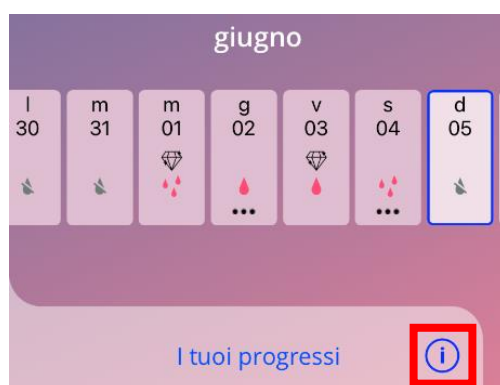 giugno
l m m g v s d
30 31 01 02 03 04 05
I tuoi progressi
i